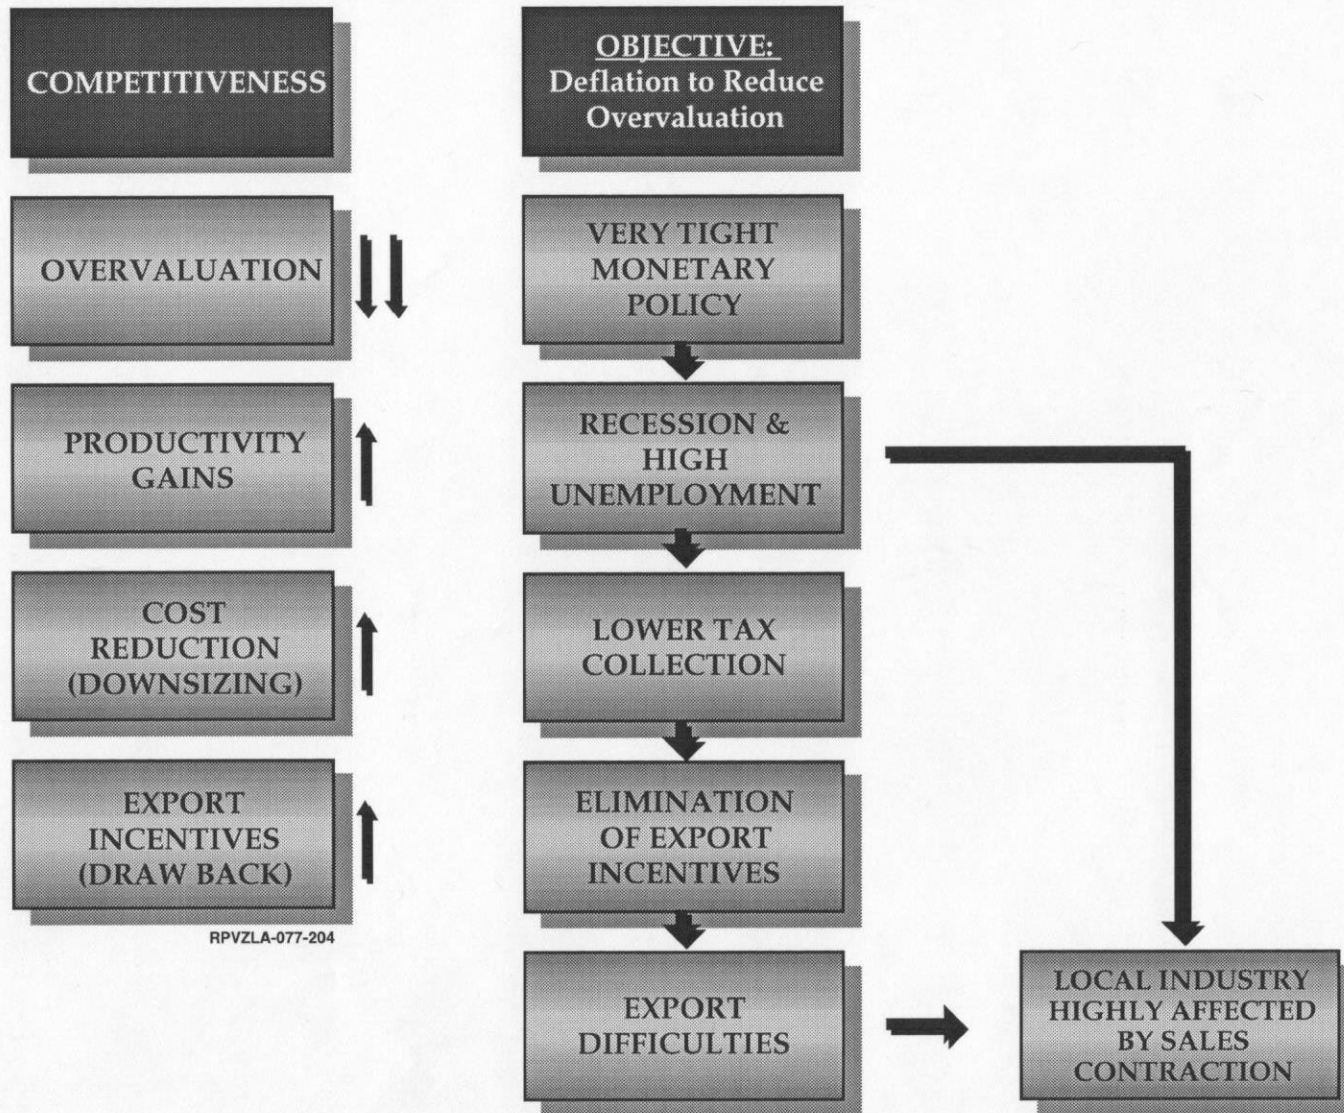 COMPETITIVENESS
OVERVALUATION
PRODUCTIVITY
GAINS
COST
REDUCTION
(DOWNSIZING)
EXPORT
INCENTIVES
(DRAW BACK)
RPVZLA-077-204
OBJECTIVE:
Deflation to Reduce
Overvaluation
VERY TIGHT
MONETARY
POLICY
RECESSION &
HIGH
UNEMPLOYMENT
LOWER TAX
COLLECTION
ELIMINATION
OF EXPORT
INCENTIVES
EXPORT
DIFFICULTIES
LOCAL INDUSTRY
HIGHLY AFFECTED
BY SALES
CONTRACTION